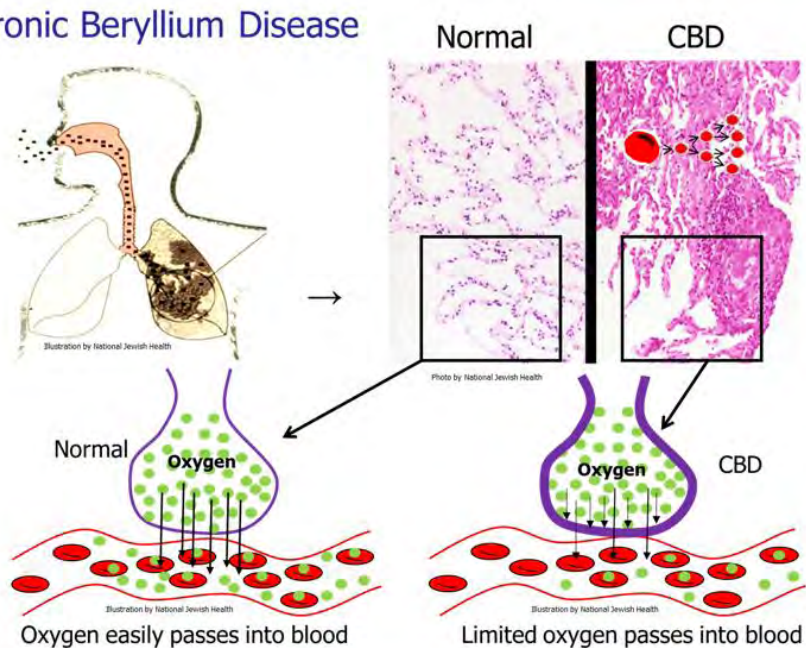 ronic Beryllium Disease
Normal
CBD
Illustration by National Jewish Health
Photo by National Jewish Health
Normal
Oxygen
Oxygen
CBD
Illustration by National Jewish Health
Illustration by National Jewish Health
Oxygen easily passes into blood
Limited oxygen passes into blood